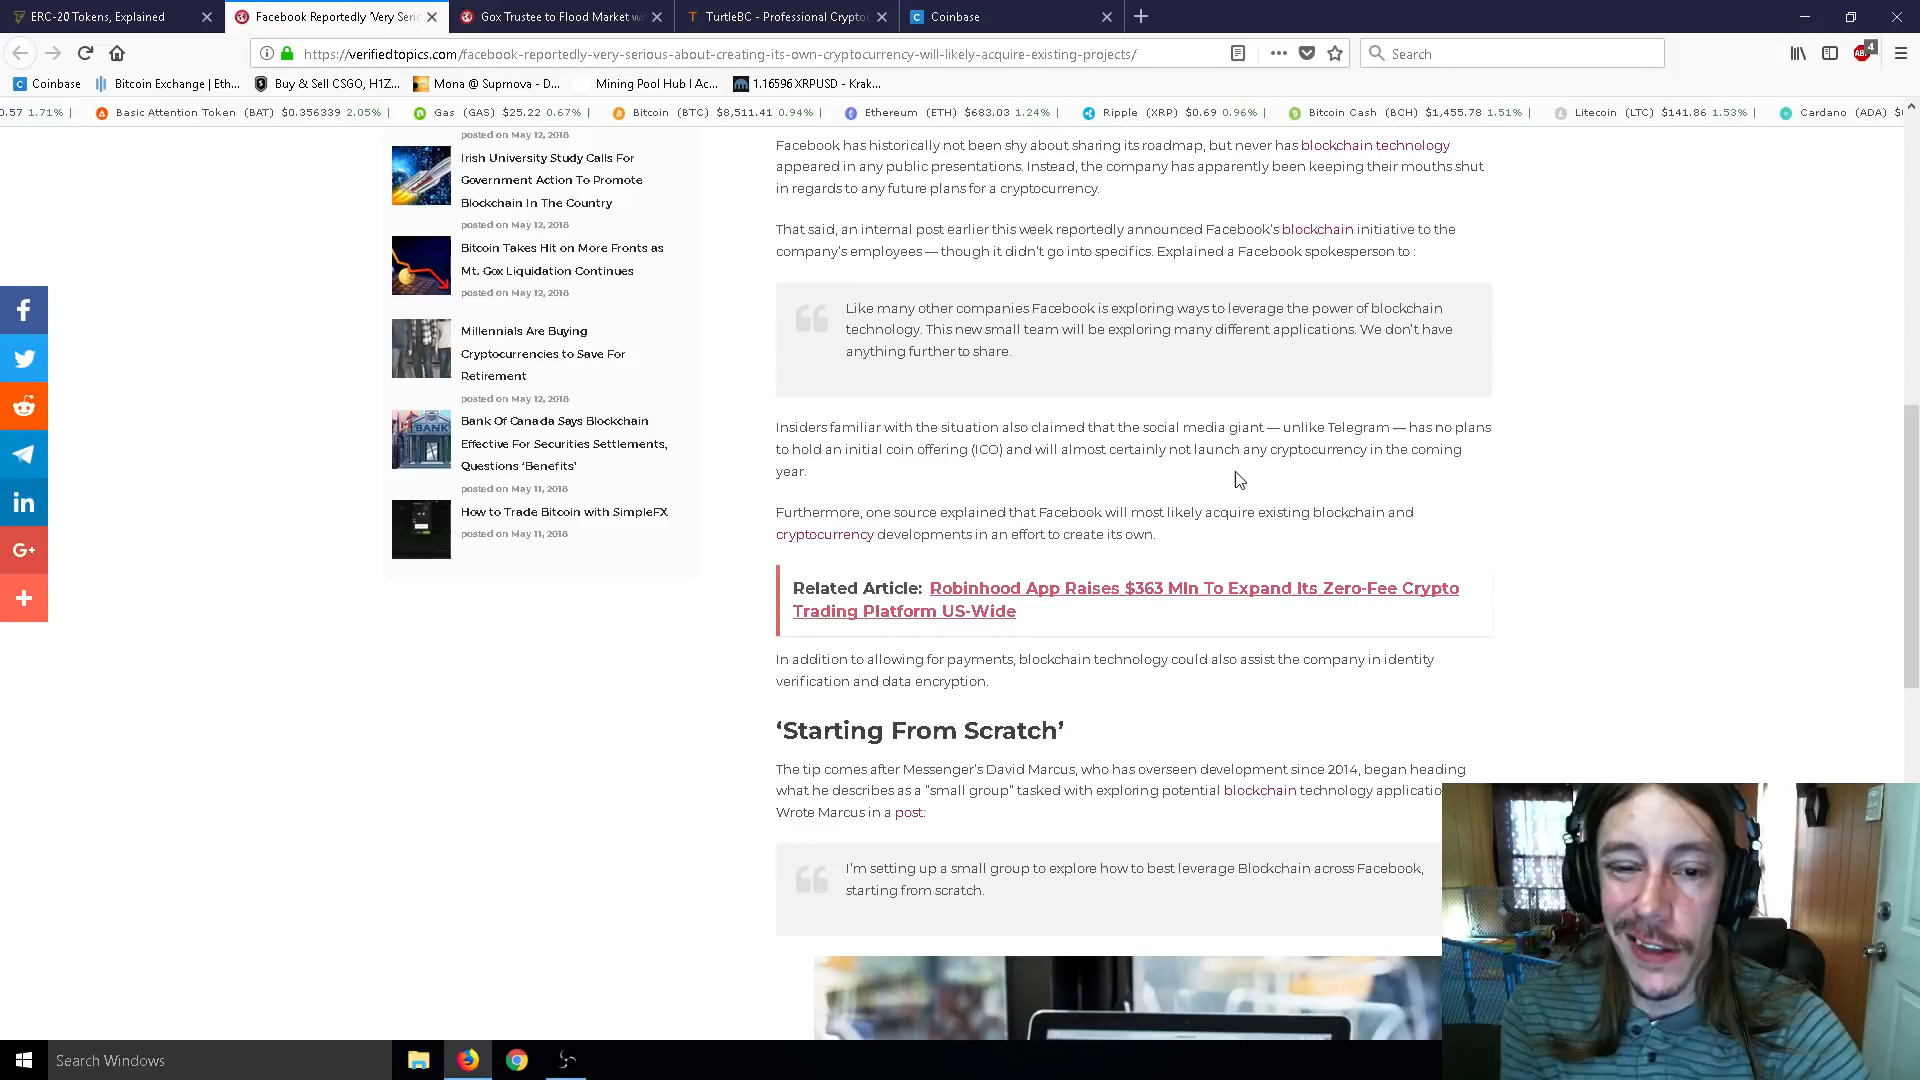 ERC-20 Tokens, Explained
Facebook Reportedly 'Very Serio
Gox Trustee to Flood Market wi
TurtleBC - Professional Cryptoc
Coinbase
https://verifiedtopics.com/facebook-reportedly-very-serious-about-creating-its-own-cryptocurrency-will-likely-acquire-existing-projects/
Search
4
Coinbase
Bitcoin Exchange | Eth...
Buy & Sell CSGO, H1Z...
Mona @ Suprnova - D...
Mining Pool Hub | Ac...
1.16596 XRPUSD - Krak...
0.57 1.71% |
Basic Attention Token (BAT) $0.356339 2.05% |
Gas (GAS) $25.22 0.67% |
Bitcoin (BTC) $8,511.41 0.94% |
Ethereum (ETH) $683.03 1.24% |
Ripple (XRP) $0.69 0.96% |
Bitcoin Cash (BCH) $1,455.78 1.51% |
Litecoin (LTC) $141.86 1.53% |
Cardano (ADA)
posted on May 12, 2018
Irish University Study Calls For
Government Action To Promote
Blockchain In The Country
posted on May 12, 2018
Bitcoin Takes Hit on More Fronts as
Mt. Gox Liquidation Continues
posted on May 12, 2018
Millennials Are Buying
Cryptocurrencies to Save For
Retirement
posted on May 12, 2018
BANK
Bank Of Canada Says Blockchain
Effective For Securities Settlements,
Questions 'Benefits'
posted on May 11, 2018
How to Trade Bitcoin with SimpleFX
posted on May 11, 2018
Facebook has historically not been shy about sharing its roadmap, but never has blockchain technology
appeared in any public presentations. Instead, the company has apparently been keeping their mouths shut
in regards to any future plans for a cryptocurrency.
That said, an internal post earlier this week reportedly announced Facebook's blockchain initiative to the
company's employees — though it didn't go into specifics. Explained a Facebook spokesperson to :
Like many other companies Facebook is exploring ways to leverage the power of blockchain
technology. This new small team will be exploring many different applications. We don't have
anything further to share.
Insiders familiar with the situation also claimed that the social media giant — unlike Telegram — has no plans
to hold an initial coin offering (ICO) and will almost certainly not launch any cryptocurrency in the coming
year.
Furthermore, one source explained that Facebook will most likely acquire existing blockchain and
cryptocurrency developments in an effort to create its own.
Related Article: Robinhood App Raises $363 Mln To Expand Its Zero-Fee Crypto
Trading Platform US-Wide
In addition to allowing for payments, blockchain technology could also assist the company in identity
verification and data encryption.
'Starting From Scratch'
The tip comes after Messenger's David Marcus, who has overseen development since 2014, began heading
what he describes as a "small group" tasked with exploring potential blockchain technology applicatio
Wrote Marcus in a post:
I'm setting up a small group to explore how to best leverage Blockchain across Facebook,
starting from scratch.
Search Windows